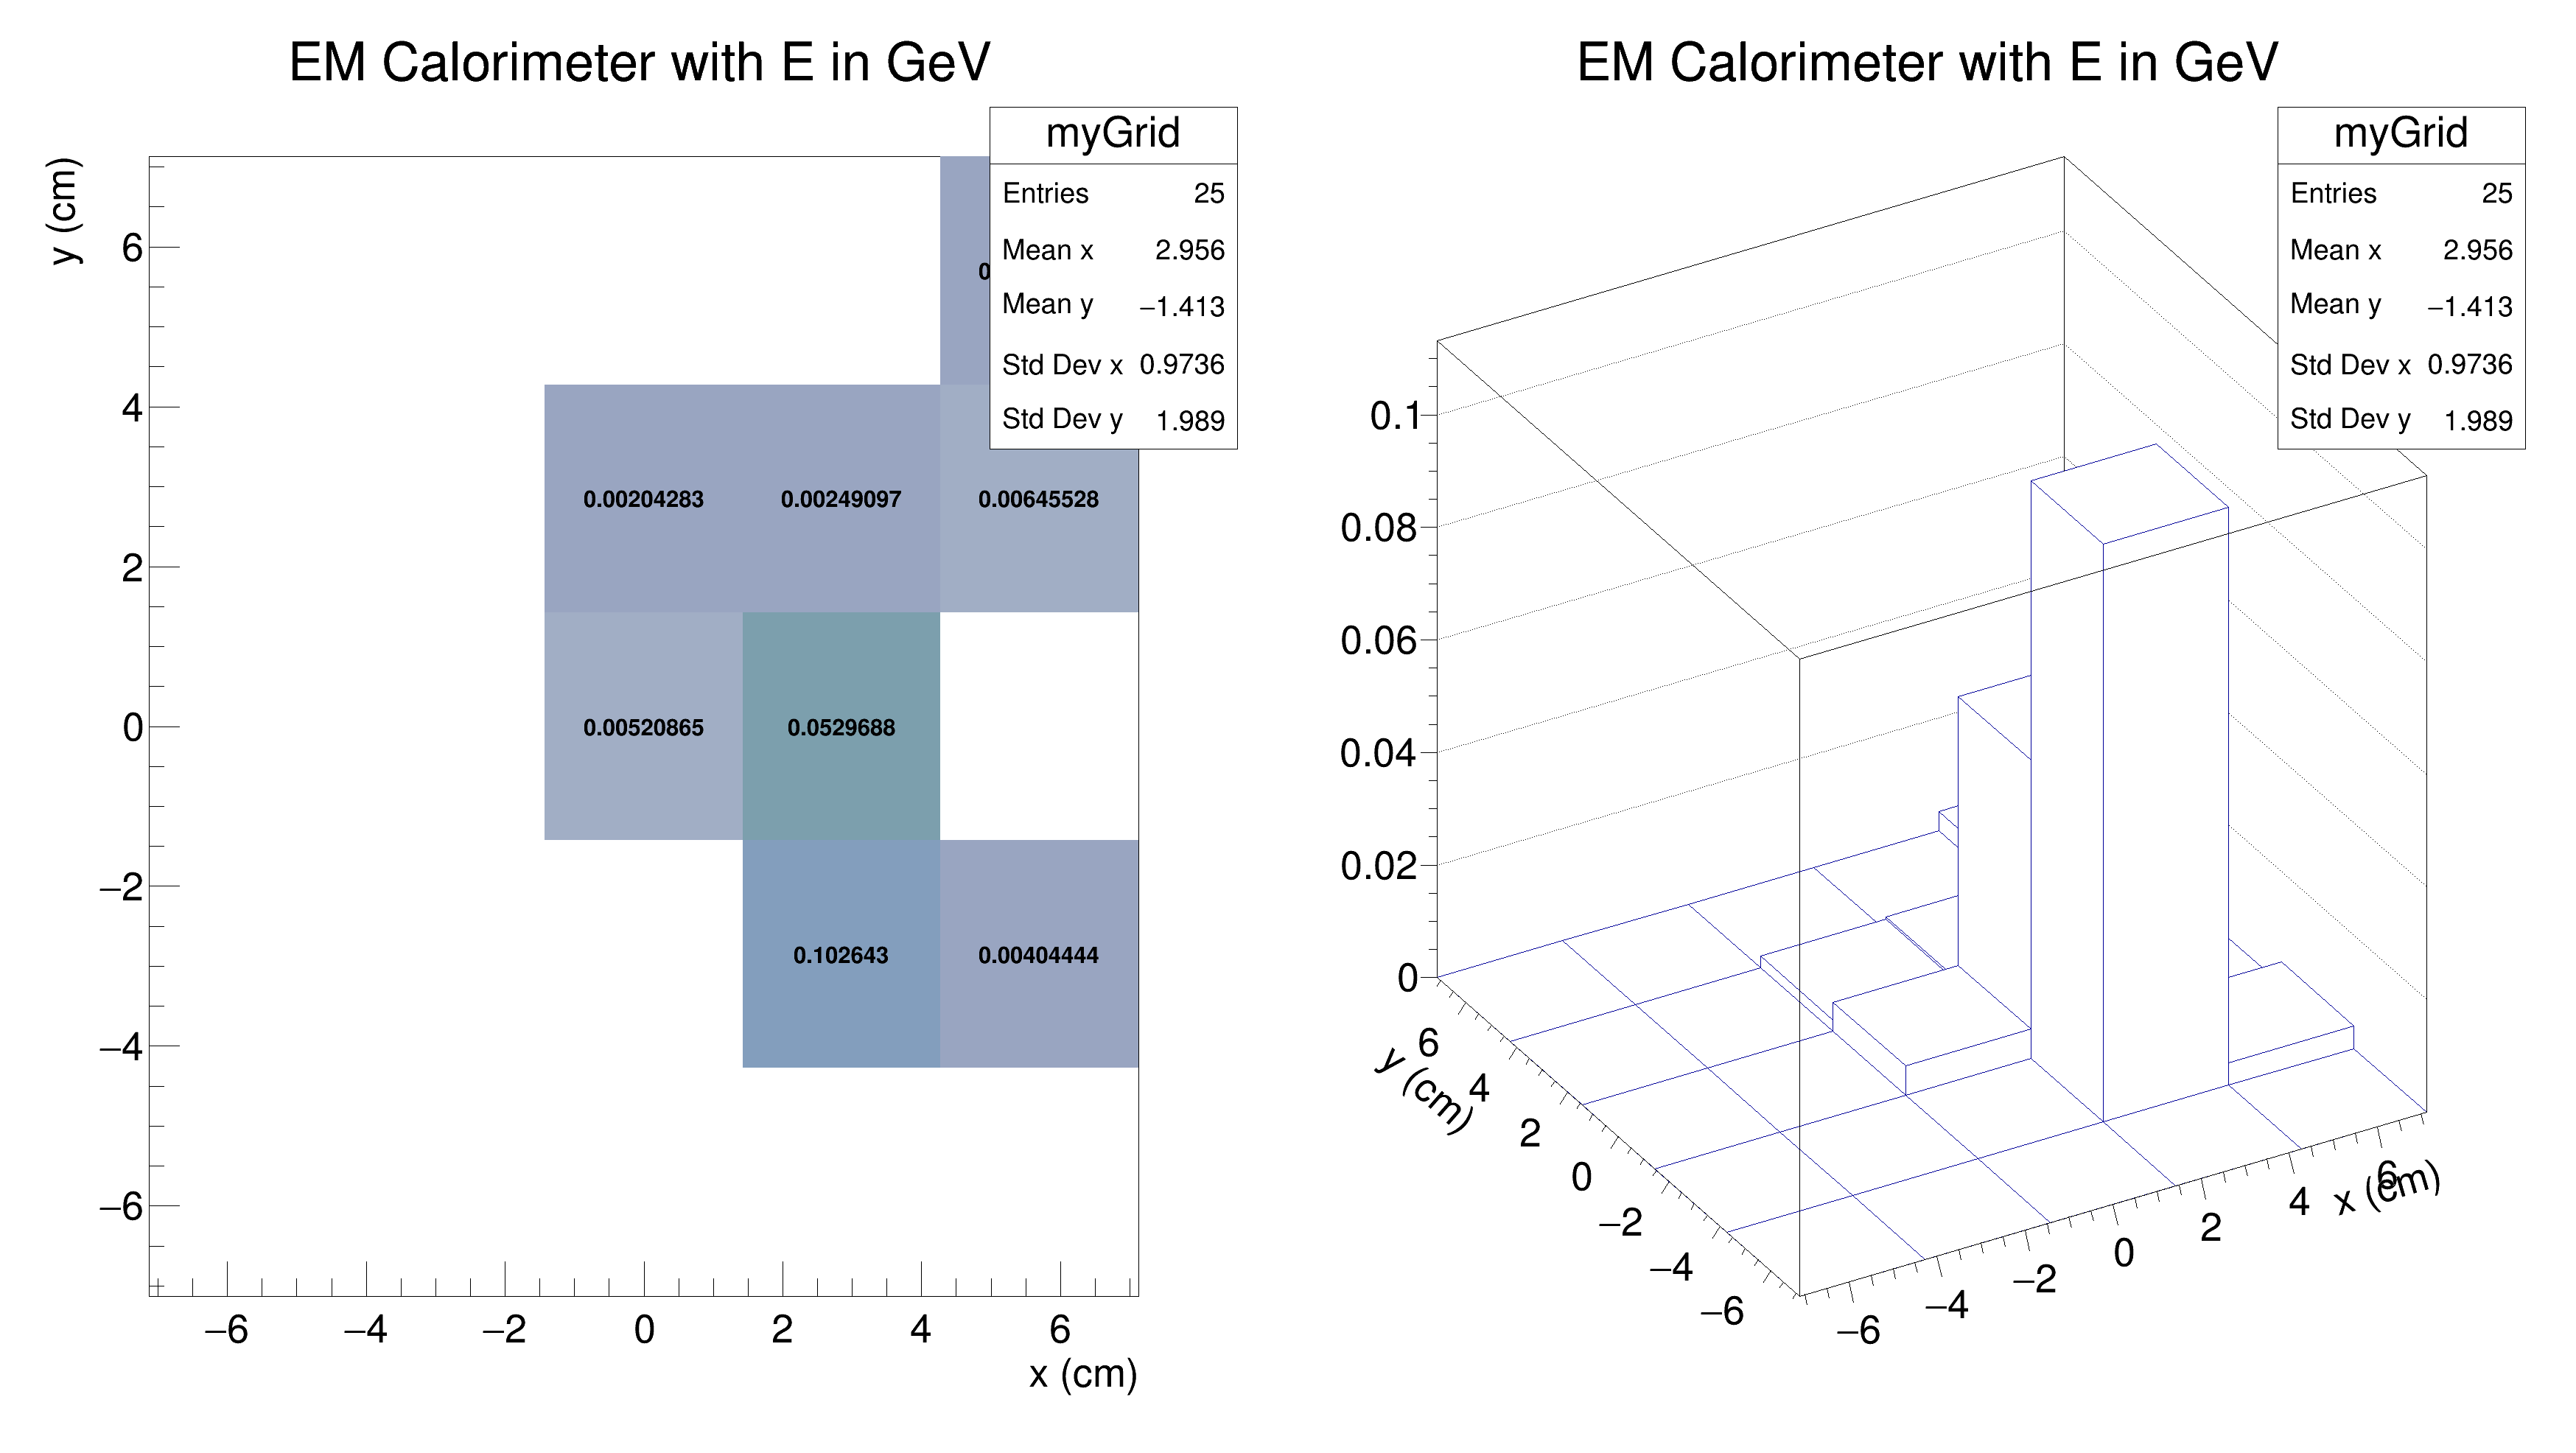 EM Calorimeter with E in GeV
myGrid
Entries 25
Mean x 2.956
Mean y −1.413
Std Dev x 0.9736
Std Dev y 1.989
y (cm)
6
4
2
0
−2
−4
−6
0
0.00204283 0.00249097 0.00645528
0.00520865 0.0529688
0.102643 0.00404444
−6 −4 −2 0 2 4 6
x (cm)
EM Calorimeter with E in GeV
myGrid
Entries 25
Mean x 2.956
Mean y −1.413
Std Dev x 0.9736
Std Dev y 1.989
0.1
0.08
0.06
0.04
0.02
0
6
4
2
0
−2
−4
−6
y (cm)
−6 −4 −2 0 2 4 6
x (cm)